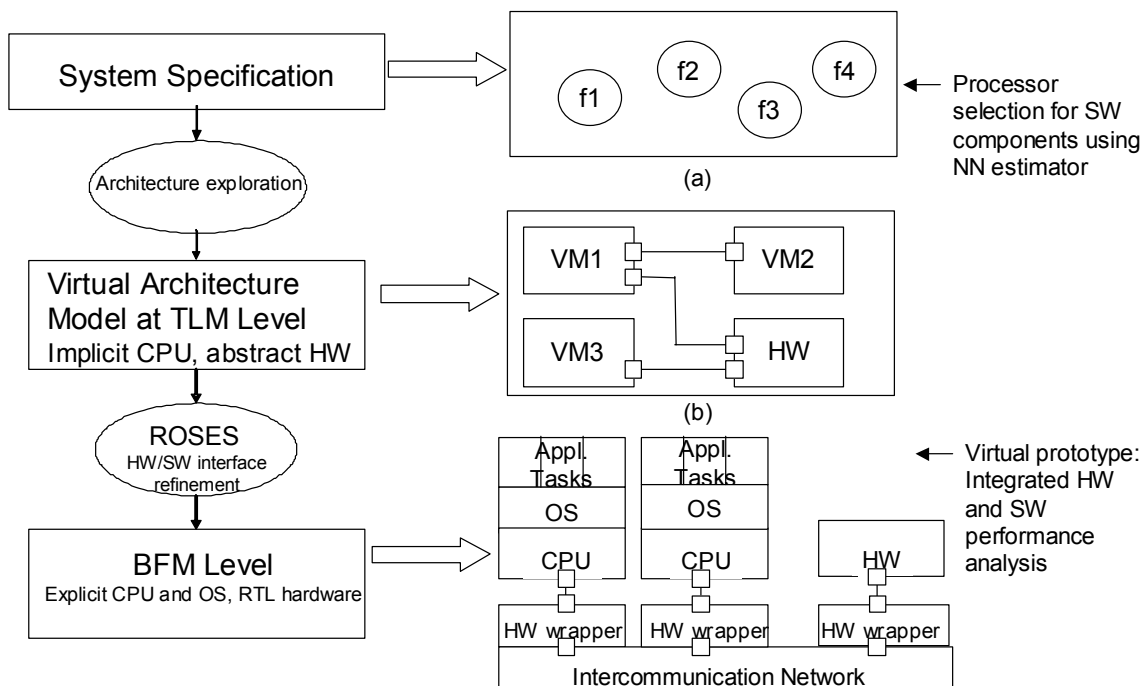 System Specification
f1
f2
f3
f4
Processor
selection for SW
components using
NN estimator
(a)
Architecture exploration
Virtual Architecture
Model at TLM Level
Implicit CPU, abstract HW
VM1
VM2
VM3
HW
(b)
ROSES
HW/SW interface
refinement
BFM Level
Explicit CPU and OS, RTL hardware
Appl.
Tasks
OS
CPU
HW wrapper
Appl.
Tasks
OS
CPU
HW wrapper
HW
HW wrapper
Intercommunication Network
Virtual prototype:
Integrated HW
and SW
performance
analysis